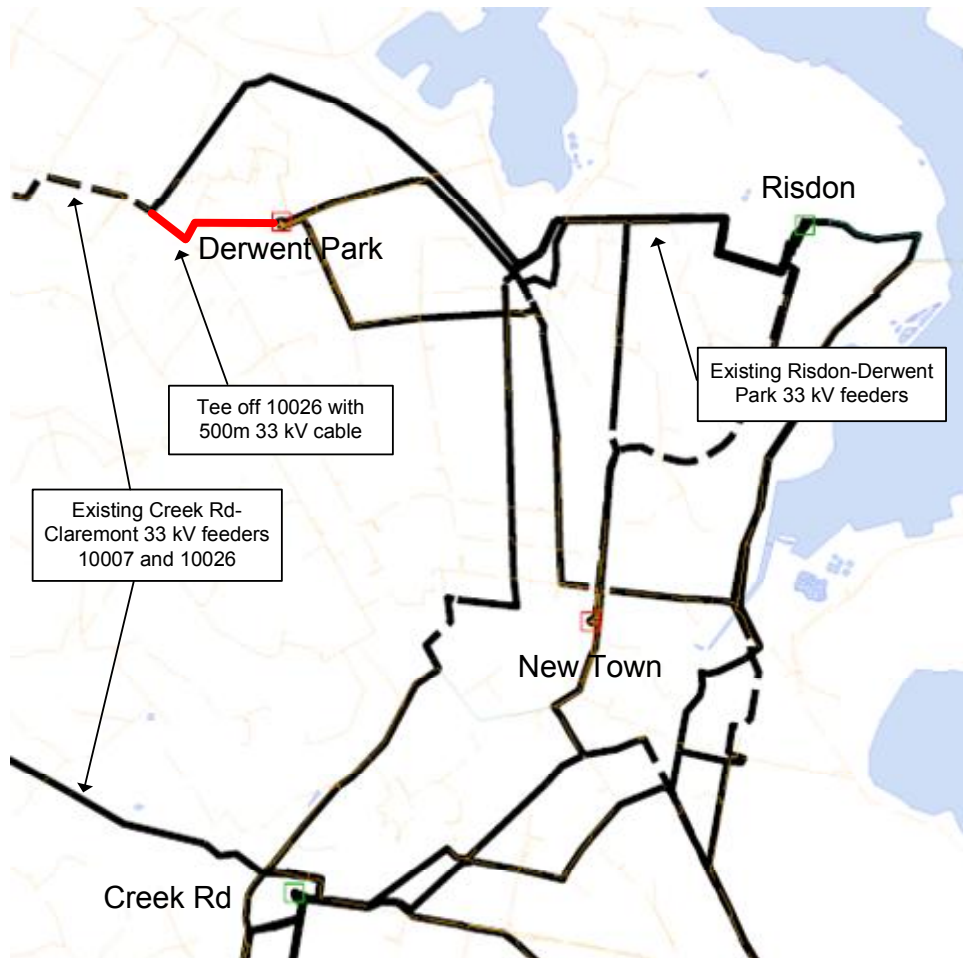 Risdon
Derwent Park
Existing Risdon-Derwent
Park 33 kV feeders
Tee off 10026 with
500m 33 kV cable
Existing Creek Rd-
Claremont 33 kV feeders
10007 and 10026
New Town
Creek Rd